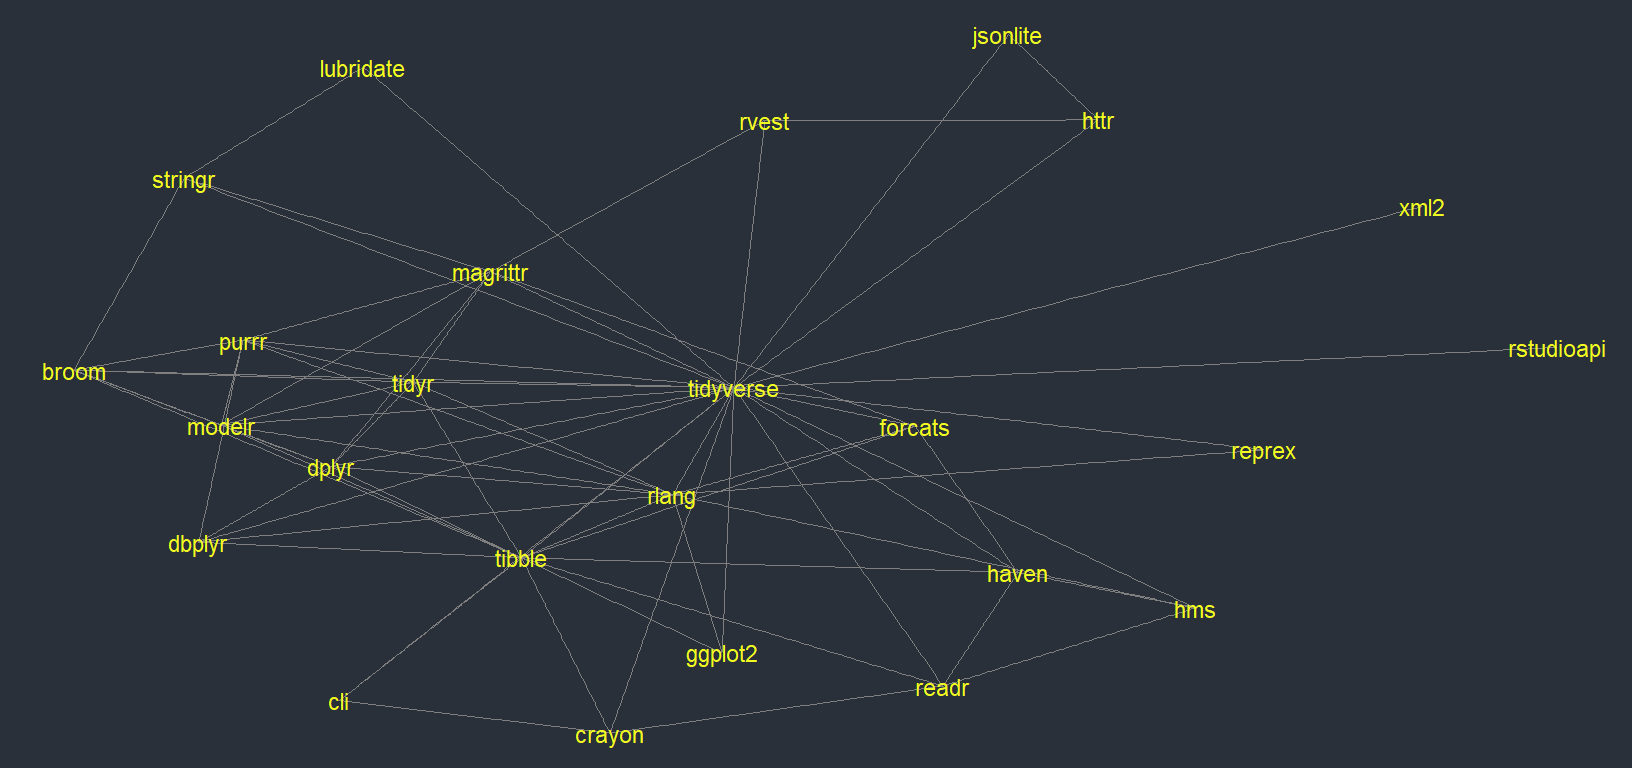 jsonlite
lubridate
rvest
httr
stringr
xml2
magrittr
purrr
rstudioapi
broom
tidyr
tidyverse
modelr
forcats
reprex
dplyr
rlang
dbplyr
tibble
haven
hms
ggplot2
readr
cli
crayon